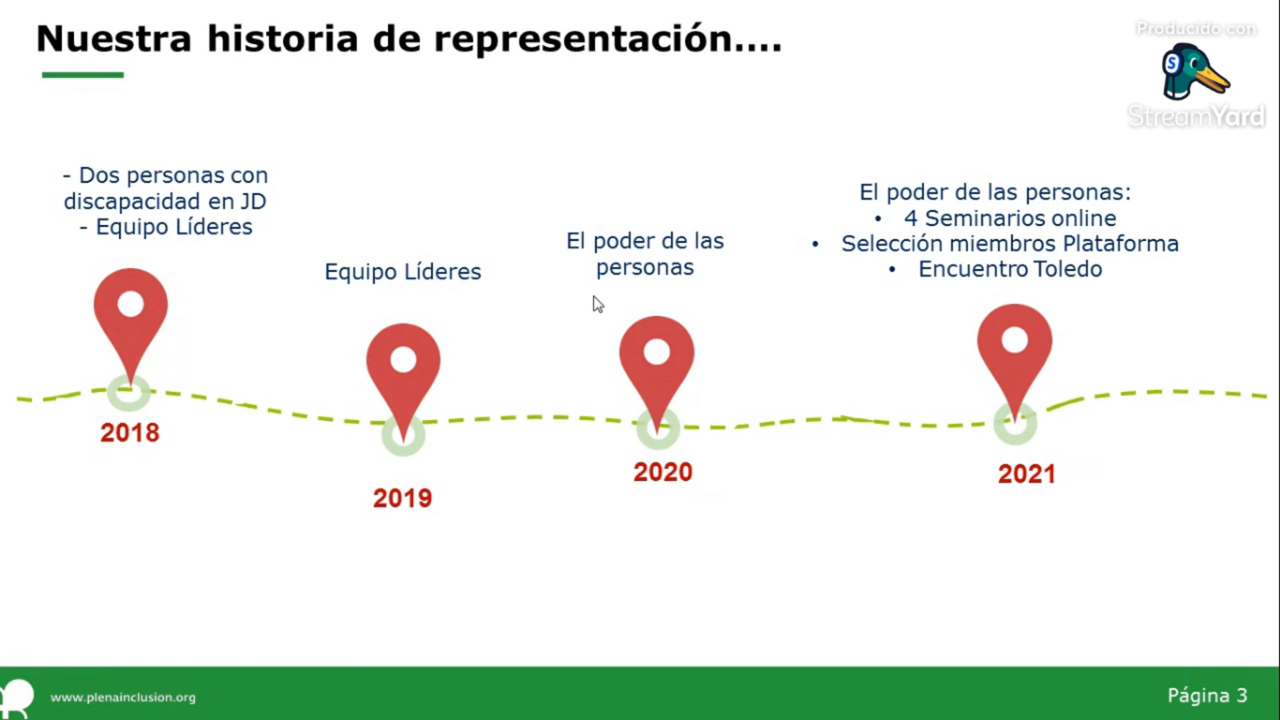 Nuestra historia de representación....
Producido con
S
StreamYard
- Dos personas con
discapacidad en JD
- Equipo Líderes
Equipo Líderes
El poder de las
personas
El poder de las personas:
• 4 Seminarios online
• Selección miembros Plataforma
• Encuentro Toledo
2018
2019
2020
2021
www.plenainclusion.org
Página 3